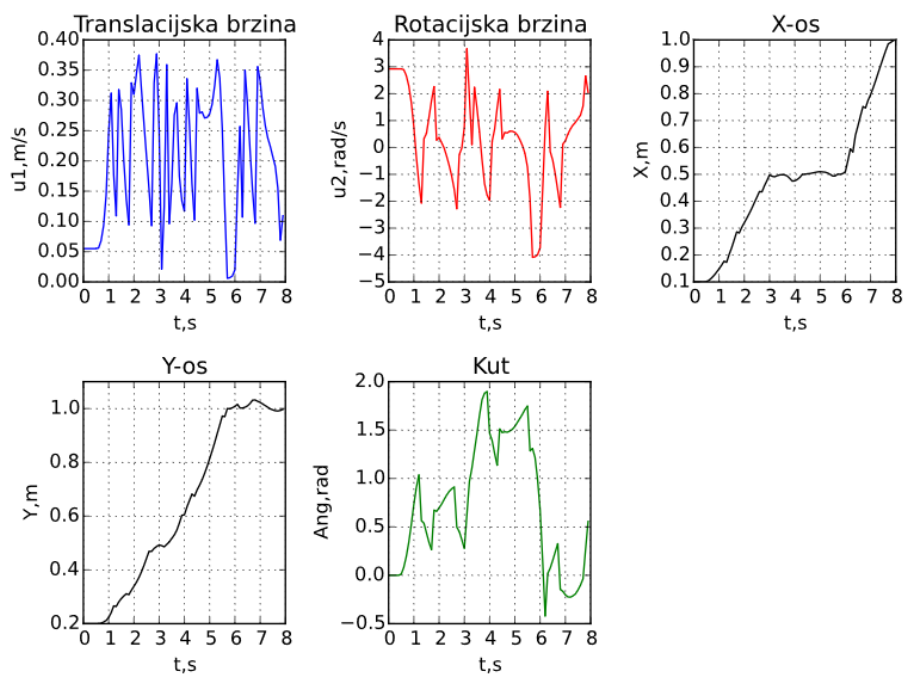 Translacijska brzina
0.40
0.35
0.30
0.25
0.20
0.15
0.10
0.05
0.00
u1,m/s
0 1 2 3 4 5 6 7 8
t,s
Rotacijska brzina
4
3
2
1
0
−1
−2
−3
−4
−5
u2,rad/s
0 1 2 3 4 5 6 7 8
t,s
X-os
1.0
0.9
0.8
0.7
0.6
0.5
0.4
0.3
0.2
0.1
X,m
0 1 2 3 4 5 6 7 8
t,s
Y-os
1.0
0.8
0.6
0.4
0.2
Y,m
0 1 2 3 4 5 6 7 8
t,s
Kut
2.0
1.5
1.0
0.5
0.0
−0.5
Ang,rad
0 1 2 3 4 5 6 7 8
t,s